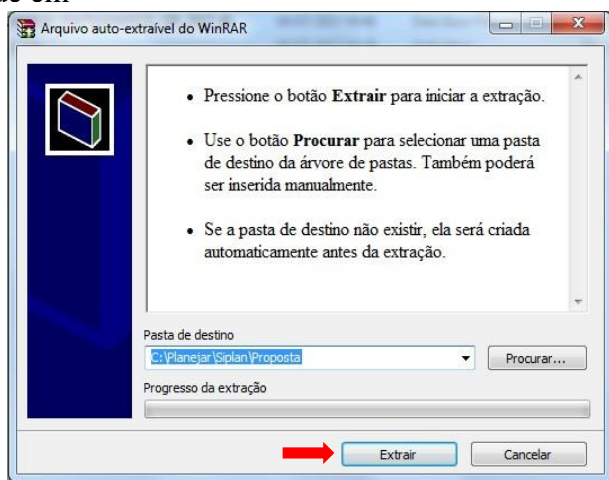 Arquivo auto-extraível do WinRAR
• Pressione o botão Extrair para iniciar a extração.
• Use o botão Procurar para selecionar uma pasta
de destino da árvore de pastas. Também poderá
ser inserida manualmente.
• Se a pasta de destino não existir, ela será criada
automaticamente antes da extração.
Pasta de destino
C:\Planejar\Siplan\Proposta
Procurar...
Progresso da extração
Extrair
Cancelar